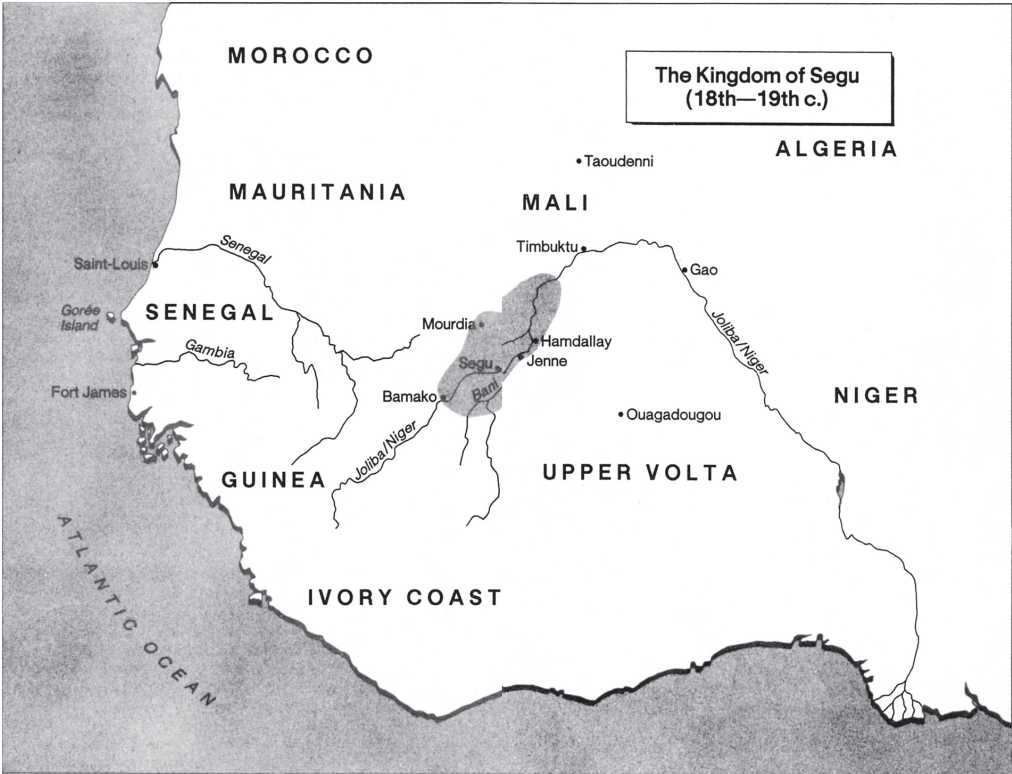 MOROCCO
The Kingdom of Segu
(18th—19th c.)
ALGERIA
Taoudenni
MAURITANIA
MALI
Senegal
Timbuktu
Saint-Louis
Gao
Gorée
Island
SENEGAL
Mourdia
Joliba/Niger
Hamdallay
Gambia
Jenne
Segu
Bani
Fort James
Bamako
NIGER
Ouagadougou
Joliba/Niger
GUINEA
UPPER VOLTA
ATLANTIC OCEAN
IVORY COAST